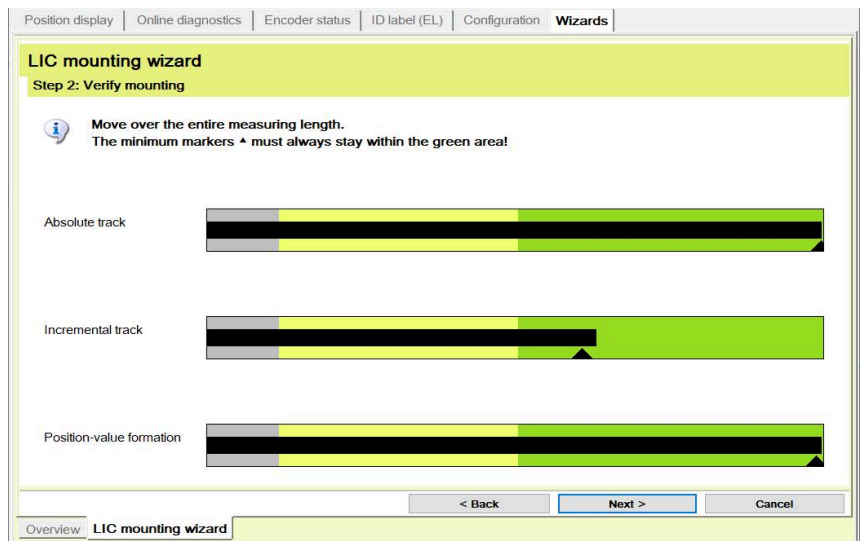 Position display Online diagnostics Encoder status ID label (EL) Configuration Wizards
LIC mounting wizard
Step 2: Verify mounting
Move over the entire measuring length.
The minimum markers ▲ must always stay within the green area!
Absolute track
Incremental track
Position-value formation
< Back Next > Cancel
Overview LIC mounting wizard